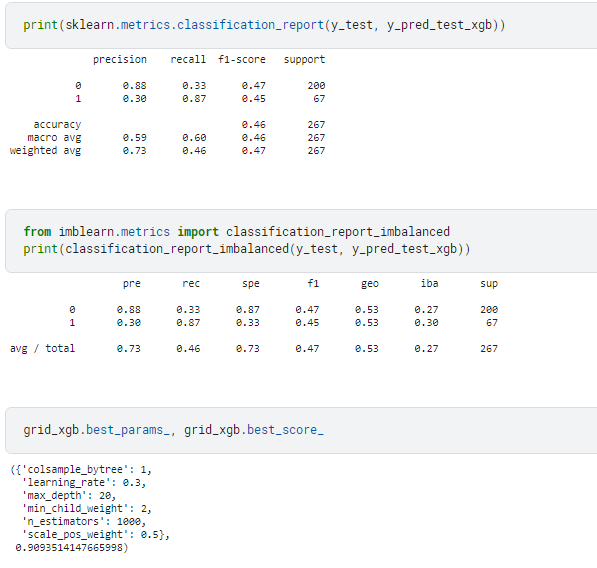 print(sklearn.metrics.classification_report(y_test, y_pred_test_xgb))
precision recall f1-score support
0 0.88 0.33 0.47 200
1 0.30 0.87 0.45 67
accuracy 0.46 267
macro avg 0.59 0.60 0.46 267
weighted avg 0.73 0.46 0.47 267
from imblearn.metrics import classification_report_imbalanced
print(classification_report_imbalanced(y_test, y_pred_test_xgb))
pre rec spe f1 geo iba sup
0 0.88 0.33 0.87 0.47 0.53 0.27 200
1 0.30 0.87 0.33 0.45 0.53 0.30 67
avg / total 0.73 0.46 0.73 0.47 0.53 0.27 267
grid_xgb.best_params_, grid_xgb.best_score_
({'colsample_bytree': 1,
'learning_rate': 0.3,
'max_depth': 20,
'min_child_weight': 2,
'n_estimators': 1000,
'scale_pos_weight': 0.5},
0.9093514147665998)